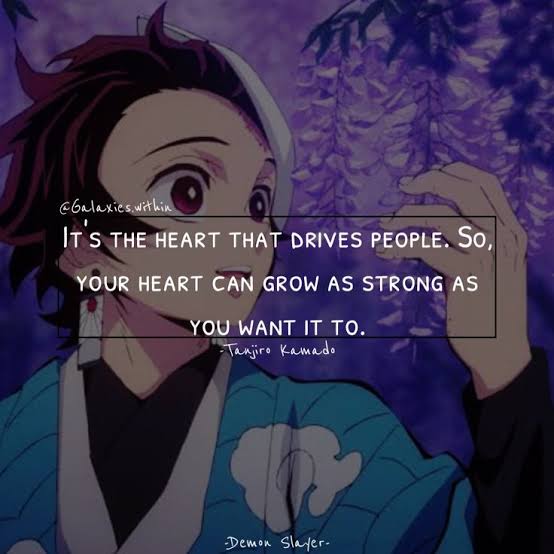 @Galaxies.within
It's the heart that drives people. So,
your heart can grow as strong as
you want it to.
-Tanjiro Kamado
-Demon Slayer-